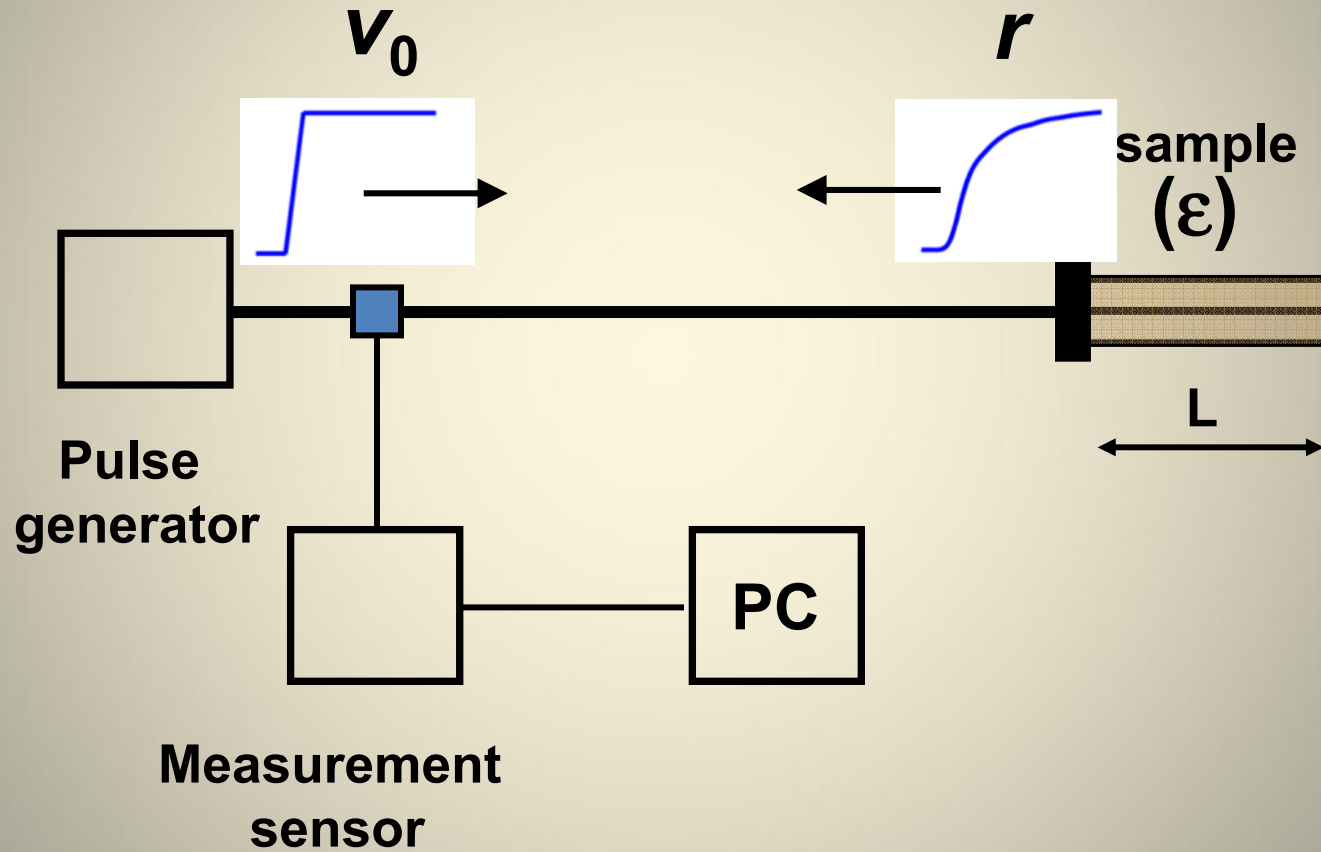 v₀
r
sample
(ε)
L
Pulse
generator
PC
Measurement
sensor